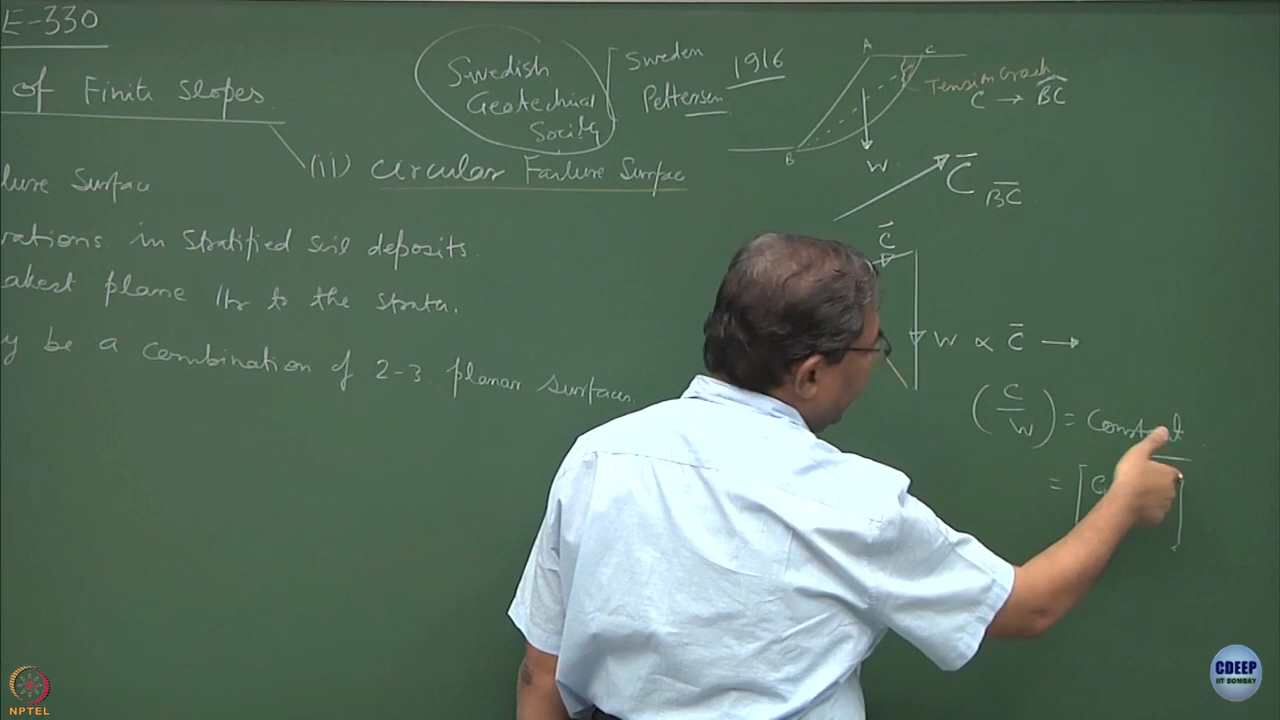 E-330
of Finite Slopes
Swedish
Geotechnical
Society
Sweden
Pettersen
1916
(ii) Circular Failure Surfac
lure Surfac
rations in stratified soil deposits.
akest plane 11r to the strata.
y be a combination of 2-3 planar surfaces.
A
C
B
W
Tension Crack
C → BC
C̄
BC
C̄
W ∝ C̄ →
(C/W) = Constant
= [C
NPTEL
CDEEP
IIT BOMBAY